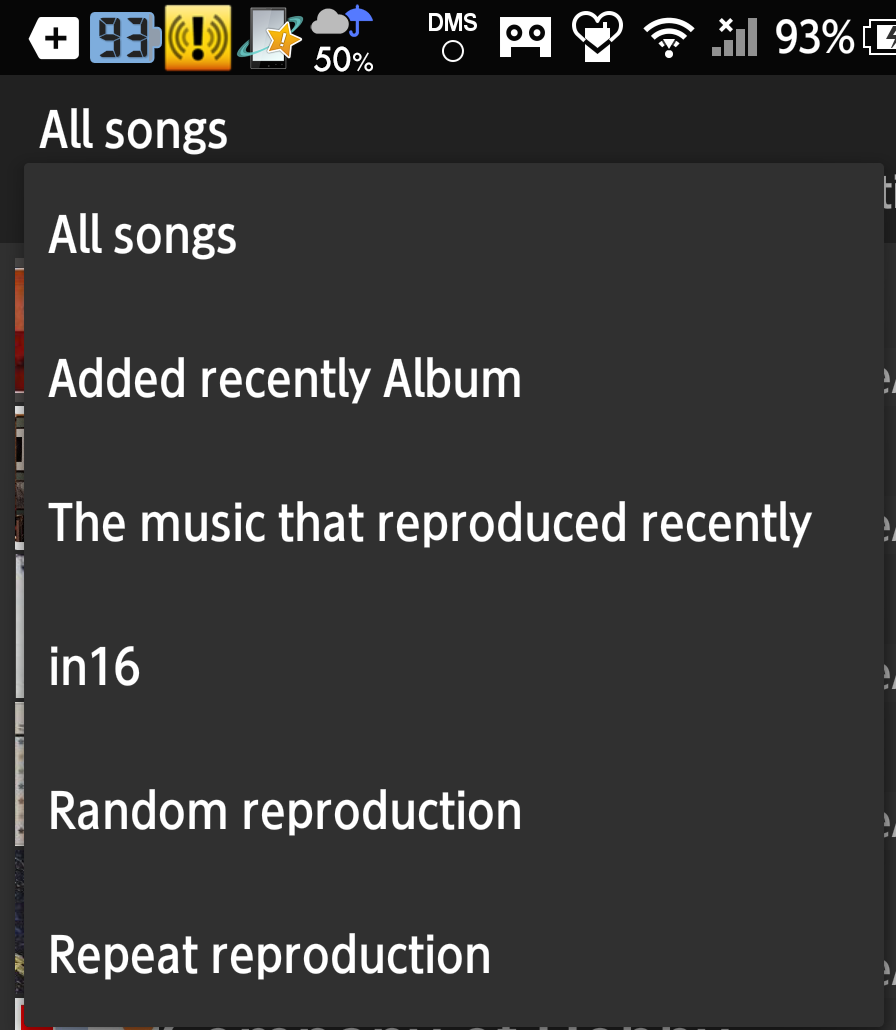 93
50%
DMS
93%
All songs
All songs
Added recently Album
The music that reproduced recently
in16
Random reproduction
Repeat reproduction